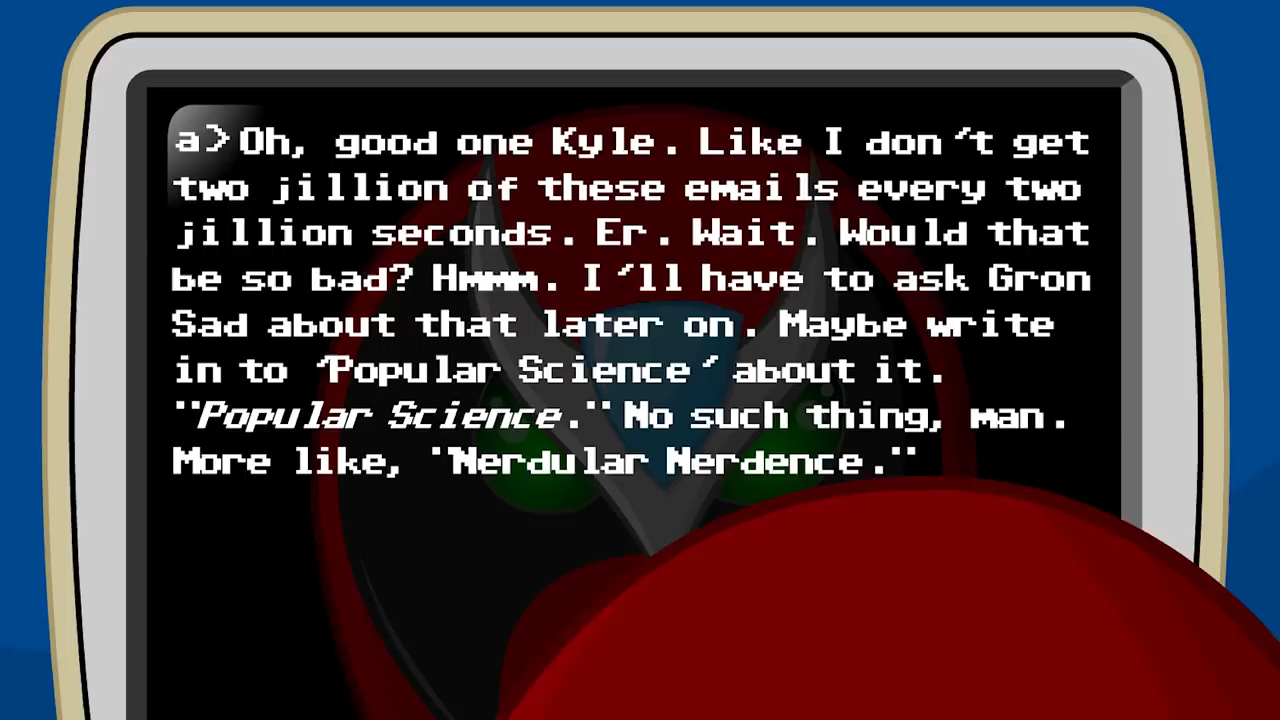 a>Oh, good one Kyle. Like I don't get
two jillion of these emails every two
jillion seconds. Er. Wait. Would that
be so bad? Hmmm. I'll have to ask Gron
Sad about that later on. Maybe write
in to 'Popular Science' about it.
"Popular Science." No such thing, man.
More like, "Nerdular Nerdence."